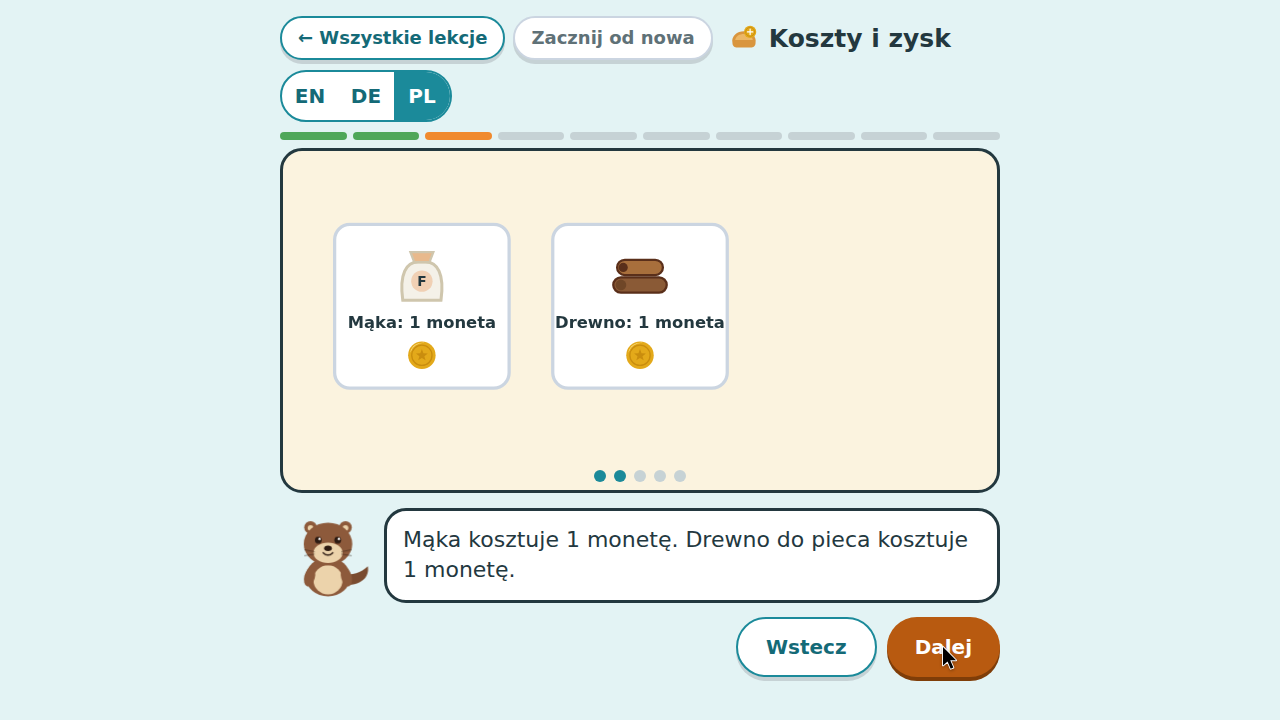 ← Wszystkie lekcje
Zacznij od nowa
Koszty i zysk
EN DE PL
F
Mąka: 1 moneta
Drewno: 1 moneta
Mąka kosztuje 1 monetę. Drewno do pieca kosztuje
1 monetę.
Wstecz
Dalej